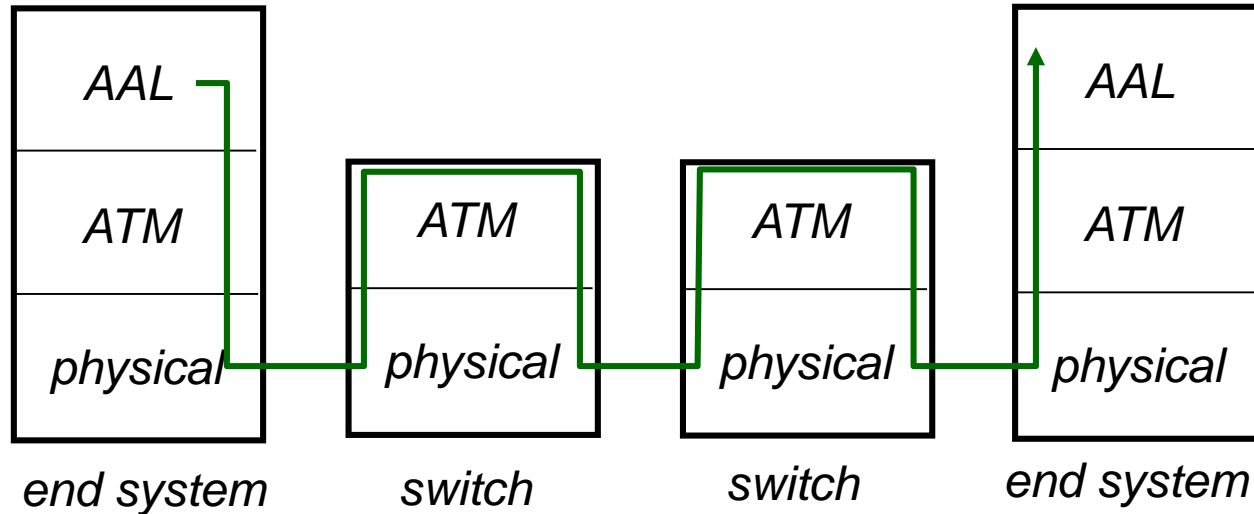 AAL
ATM
physical
end system
ATM
physical
switch
ATM
physical
switch
AAL
ATM
physical
end system